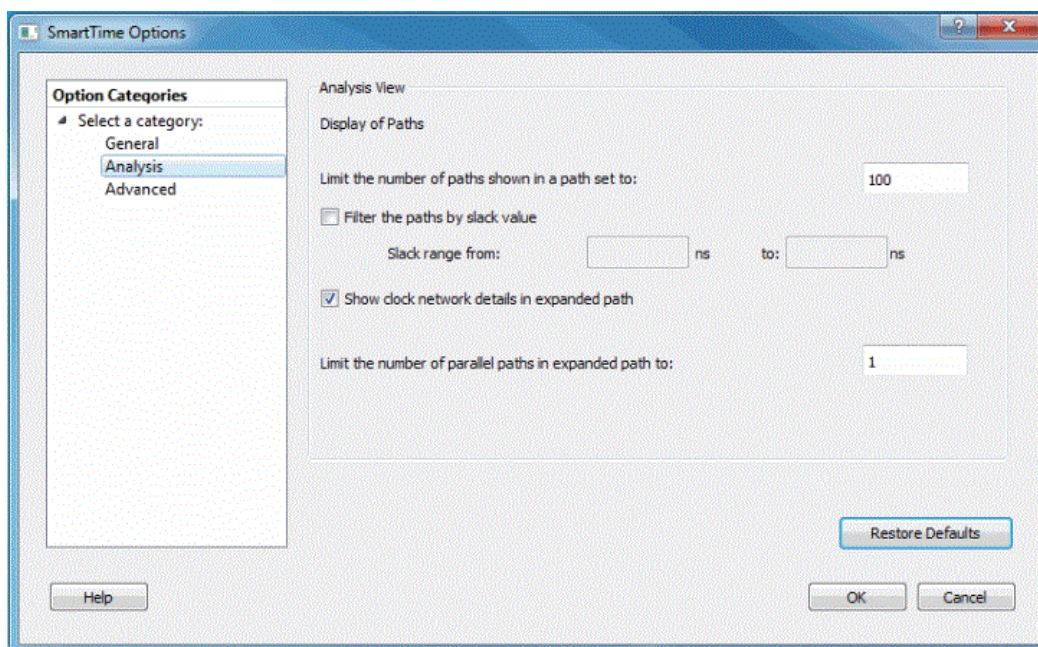 SmartTime Options
?
Option Categories
Select a category:
General
Analysis
Advanced
Analysis View
Display of Paths
Limit the number of paths shown in a path set to:
100
Filter the paths by slack value
Slack range from: ns to: ns
Show clock network details in expanded path
Limit the number of parallel paths in expanded path to:
1
Restore Defaults
Help
OK
Cancel